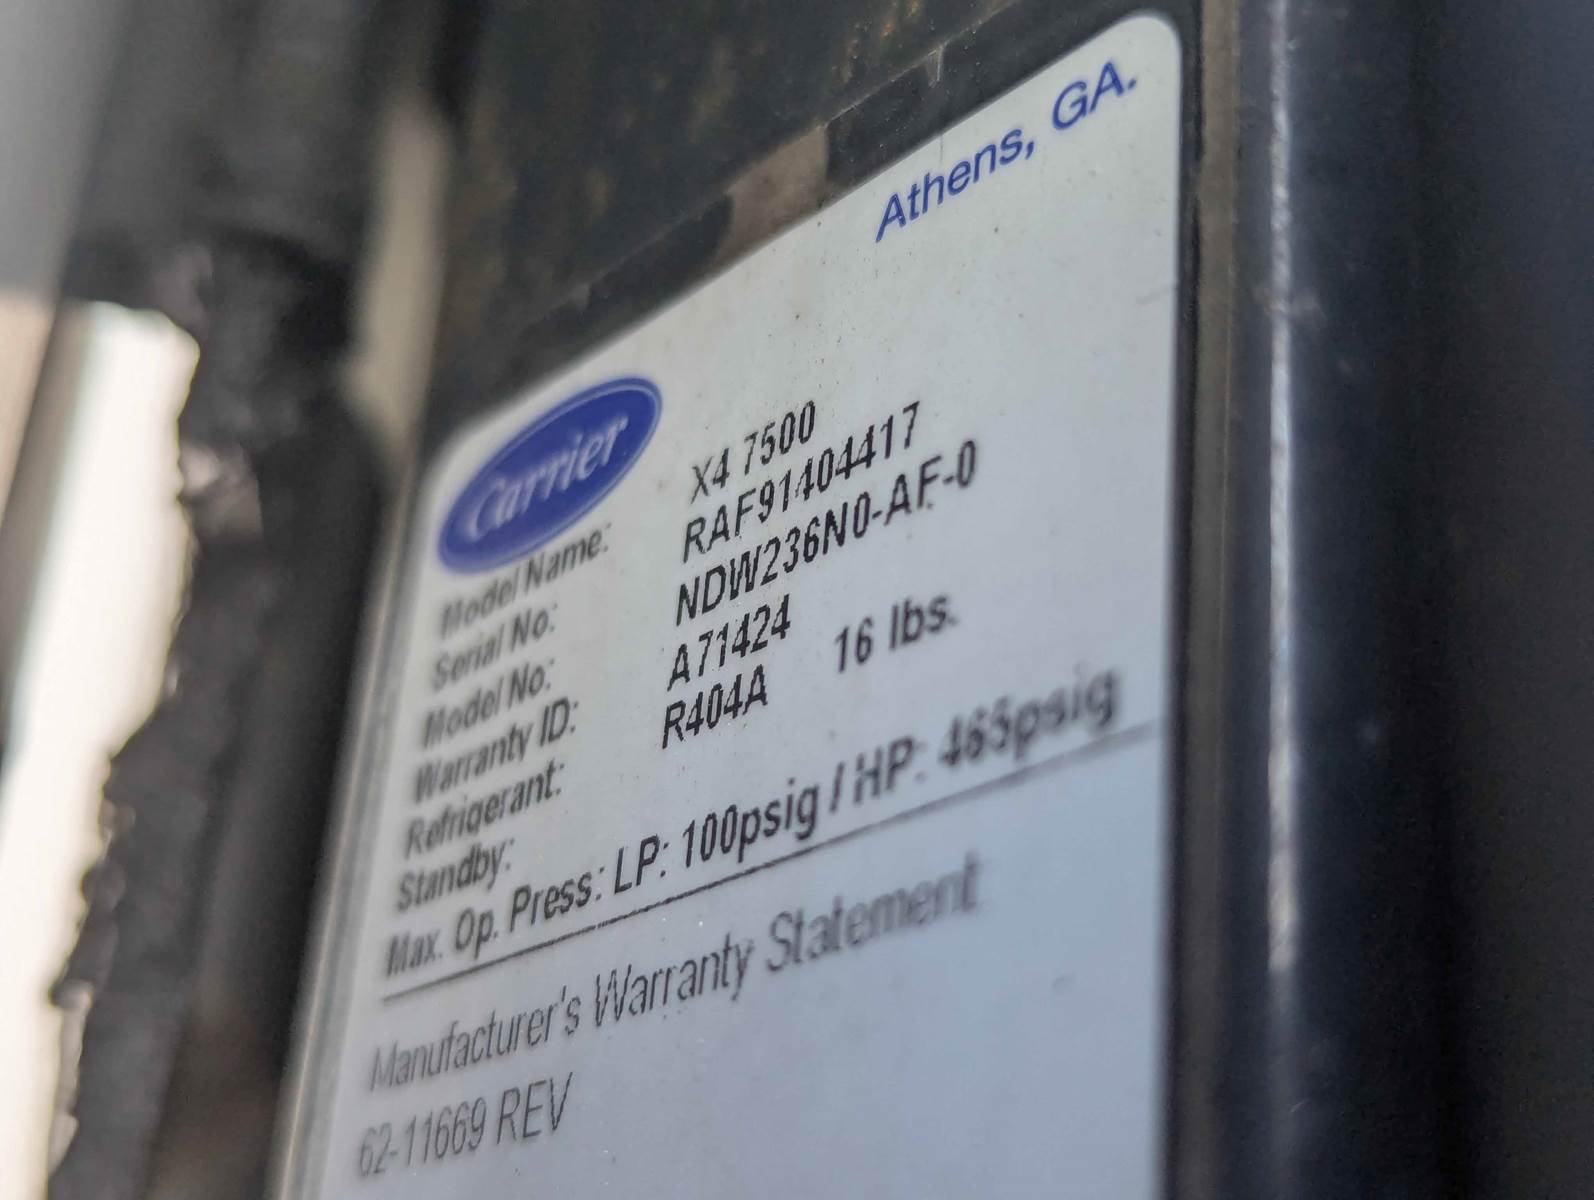 Athens, GA.
Carrier
Model Name: X4 7500
Serial No: RAF91404417
Model No: NDW236N0-AF-0
Warranty ID: A71424
Refrigerant: R404A 16 lbs.
Standby:
Max. Op. Press: LP: 100psig / HP: 465psig
Manufacturer's Warranty Statement
62-11669 REV